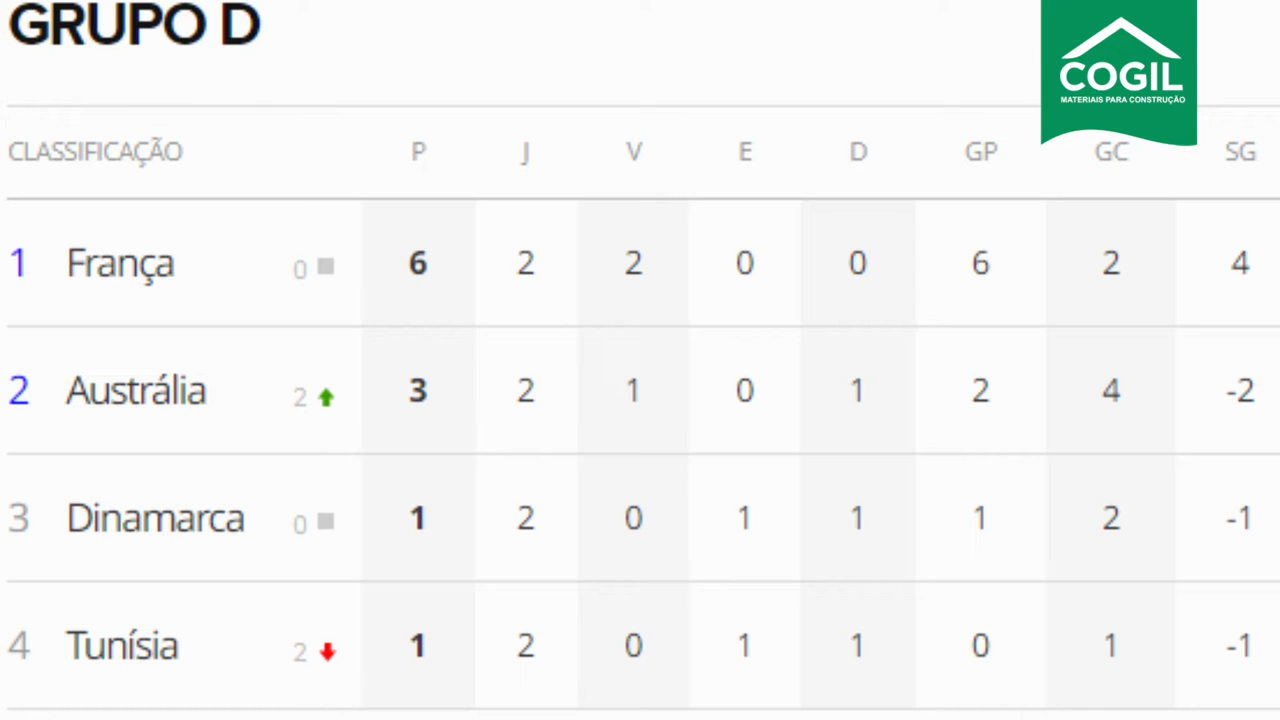 GRUPO D
COGIL
MATERIAIS PARA CONSTRUÇÃO
CLASSIFICAÇÃO P J V E D GP GC SG
1 França 0 6 2 2 0 0 6 2 4
2 Austrália 2 3 2 1 0 1 2 4 -2
3 Dinamarca 0 1 2 0 1 1 1 2 -1
4 Tunísia 2 1 2 0 1 1 0 1 -1